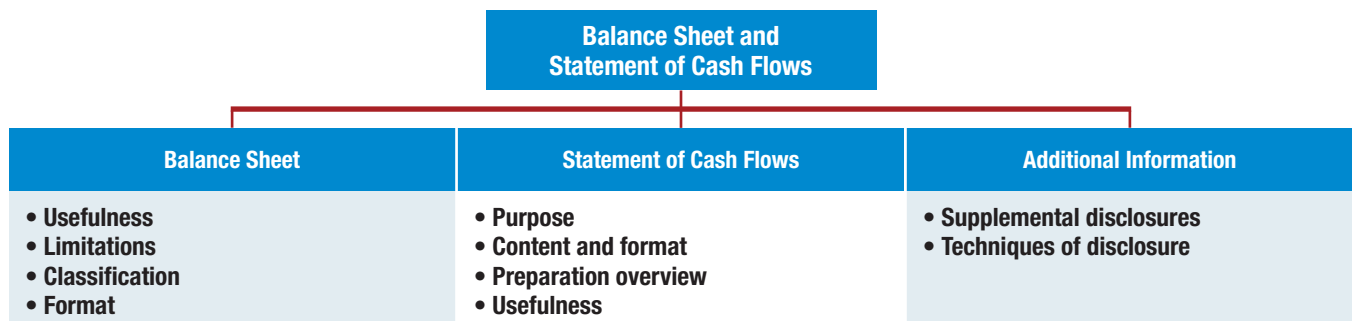 Balance Sheet and
Statement of Cash Flows
Balance Sheet
• Usefulness
• Limitations
• Classification
• Format
Statement of Cash Flows
• Purpose
• Content and format
• Preparation overview
• Usefulness
Additional Information
• Supplemental disclosures
• Techniques of disclosure